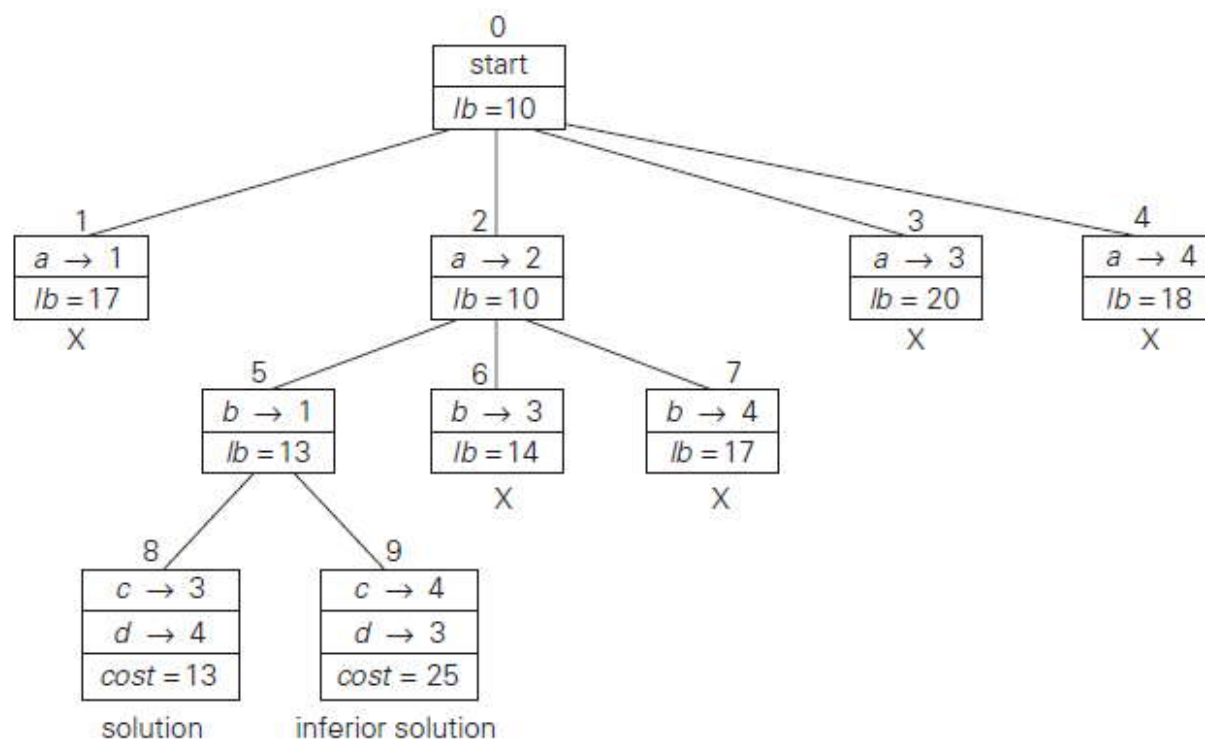 0
start
lb = 10
1
a → 1
lb = 17
X
2
a → 2
lb = 10
3
a → 3
lb = 20
X
4
a → 4
lb = 18
X
5
b → 1
lb = 13
6
b → 3
lb = 14
X
7
b → 4
lb = 17
X
8
c → 3
d → 4
cost = 13
solution
9
c → 4
d → 3
cost = 25
inferior solution